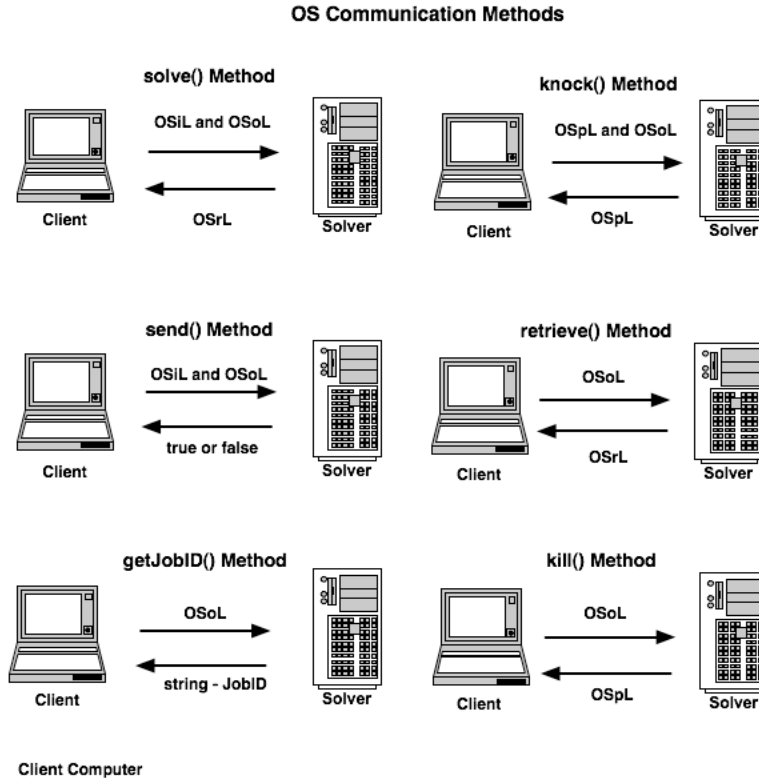 OS Communication Methods
solve() Method
OSiL and OSoL
OSrL
Client
Solver
knock() Method
OSpL and OSoL
OSpL
Client
Solver
send() Method
OSiL and OSoL
true or false
Client
Solver
retrieve() Method
OSoL
OSrL
Client
Solver
getJobID() Method
OSoL
string - JobID
Client
Solver
kill() Method
OSoL
OSpL
Client
Solver
Client Computer